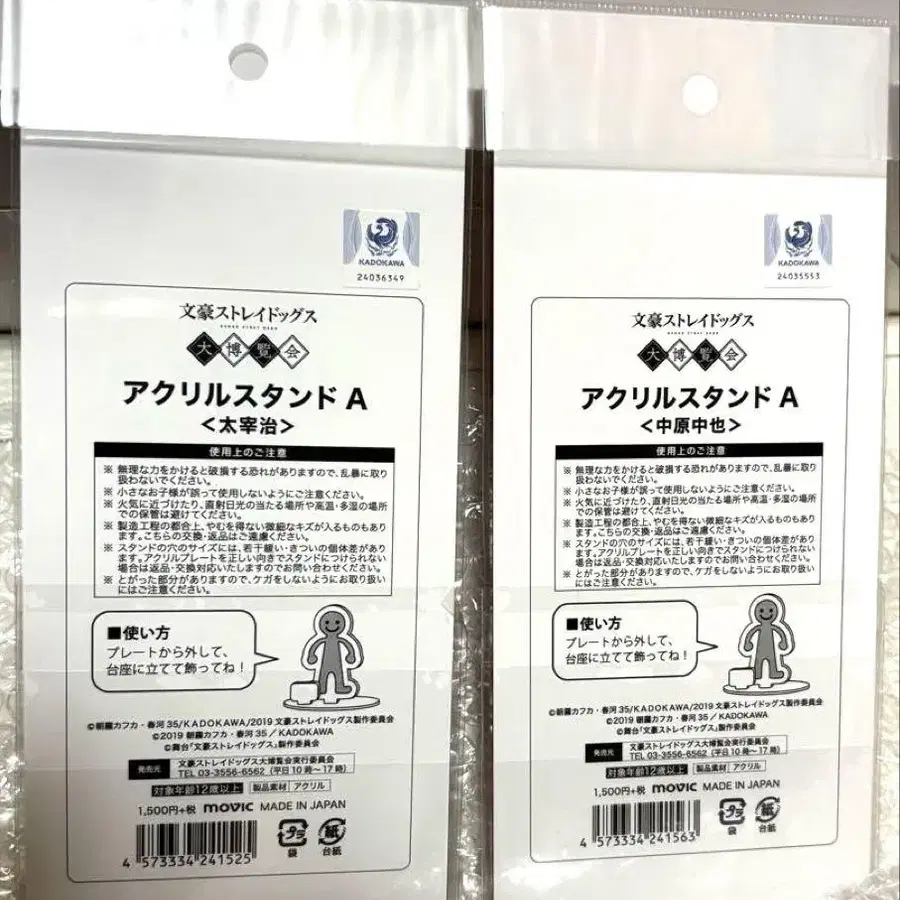 KADOKAWA
24036349
文豪ストレイドッグス
BUNGO STRAY DOGS
大博覧会
アクリルスタンド A
<太宰治>
使用上のご注意
※ 無理な力をかけると破損する恐れがありますので、乱暴に取り
扱わないでください。
※ 小さなお子様が誤って使用しないようにご注意ください。
※ 火気に近づけたり、直射日光の当たる場所や高温・多湿の場所
での保管は避けてください。
※ 製造工程の都合上、やむを得ない微細なキズが入るものもあり
ます。こちらの交換・返品はご遠慮ください。
※ スタンドの穴のサイズには、若干緩い・きついの個体差があり
ます。アクリルプレートを正しい向きでスタンドにつけられない
場合は返品・交換対応いたしますのでお問い合わせください。
※ とがった部分がありますので、ケガをしないようにお取り扱い
にはご注意ください。
■使い方
プレートから外して、
台座に立てて飾ってね!
©朝霧カフカ・春河35/KADOKAWA/2019 文豪ストレイドッグス製作委員会
©2019 朝霧カフカ・春河35/KADOKAWA
©舞台「文豪ストレイドッグス」製作委員会
発売元
文豪ストレイドッグス大博覧会実行委員会
TEL 03-3556-6562 (平日10時~17時)
対象年齢12歳以上 製品素材 アクリル
1,500円+税 movic MADE IN JAPAN
4 573334 241525
プラ
袋
紙
台紙
KADOKAWA
24035553
文豪ストレイドッグス
BUNGO STRAY DOGS
大博覧会
アクリルスタンド A
<中原中也>
使用上のご注意
※ 無理な力をかけると破損する恐れがありますので、乱暴に取り
扱わないでください。
※ 小さなお子様が誤って使用しないようにご注意ください。
※ 火気に近づけたり、直射日光の当たる場所や高温・多湿の場所
での保管は避けてください。
※ 製造工程の都合上、やむを得ない微細なキズが入るものもあり
ます。こちらの交換・返品はご遠慮ください。
※ スタンドの穴のサイズには、若干緩い・きついの個体差があり
ます。アクリルプレートを正しい向きでスタンドにつけられない
場合は返品・交換対応いたしますのでお問い合わせください。
※ とがった部分がありますので、ケガをしないようにお取り扱い
にはご注意ください。
■使い方
プレートから外して、
台座に立てて飾ってね!
©朝霧カフカ・春河35/KADOKAWA/2019 文豪ストレイドッグス製作委員会
©2019 朝霧カフカ・春河35/KADOKAWA
©舞台「文豪ストレイドッグス」製作委員会
発売元
文豪ストレイドッグス大博覧会実行委員会
TEL 03-3556-6562 (平日10時~17時)
対象年齢12歳以上 製品素材 アクリル
1,500円+税 movic MADE IN JAPAN
4 573334 241563
プラ
袋
紙
台紙